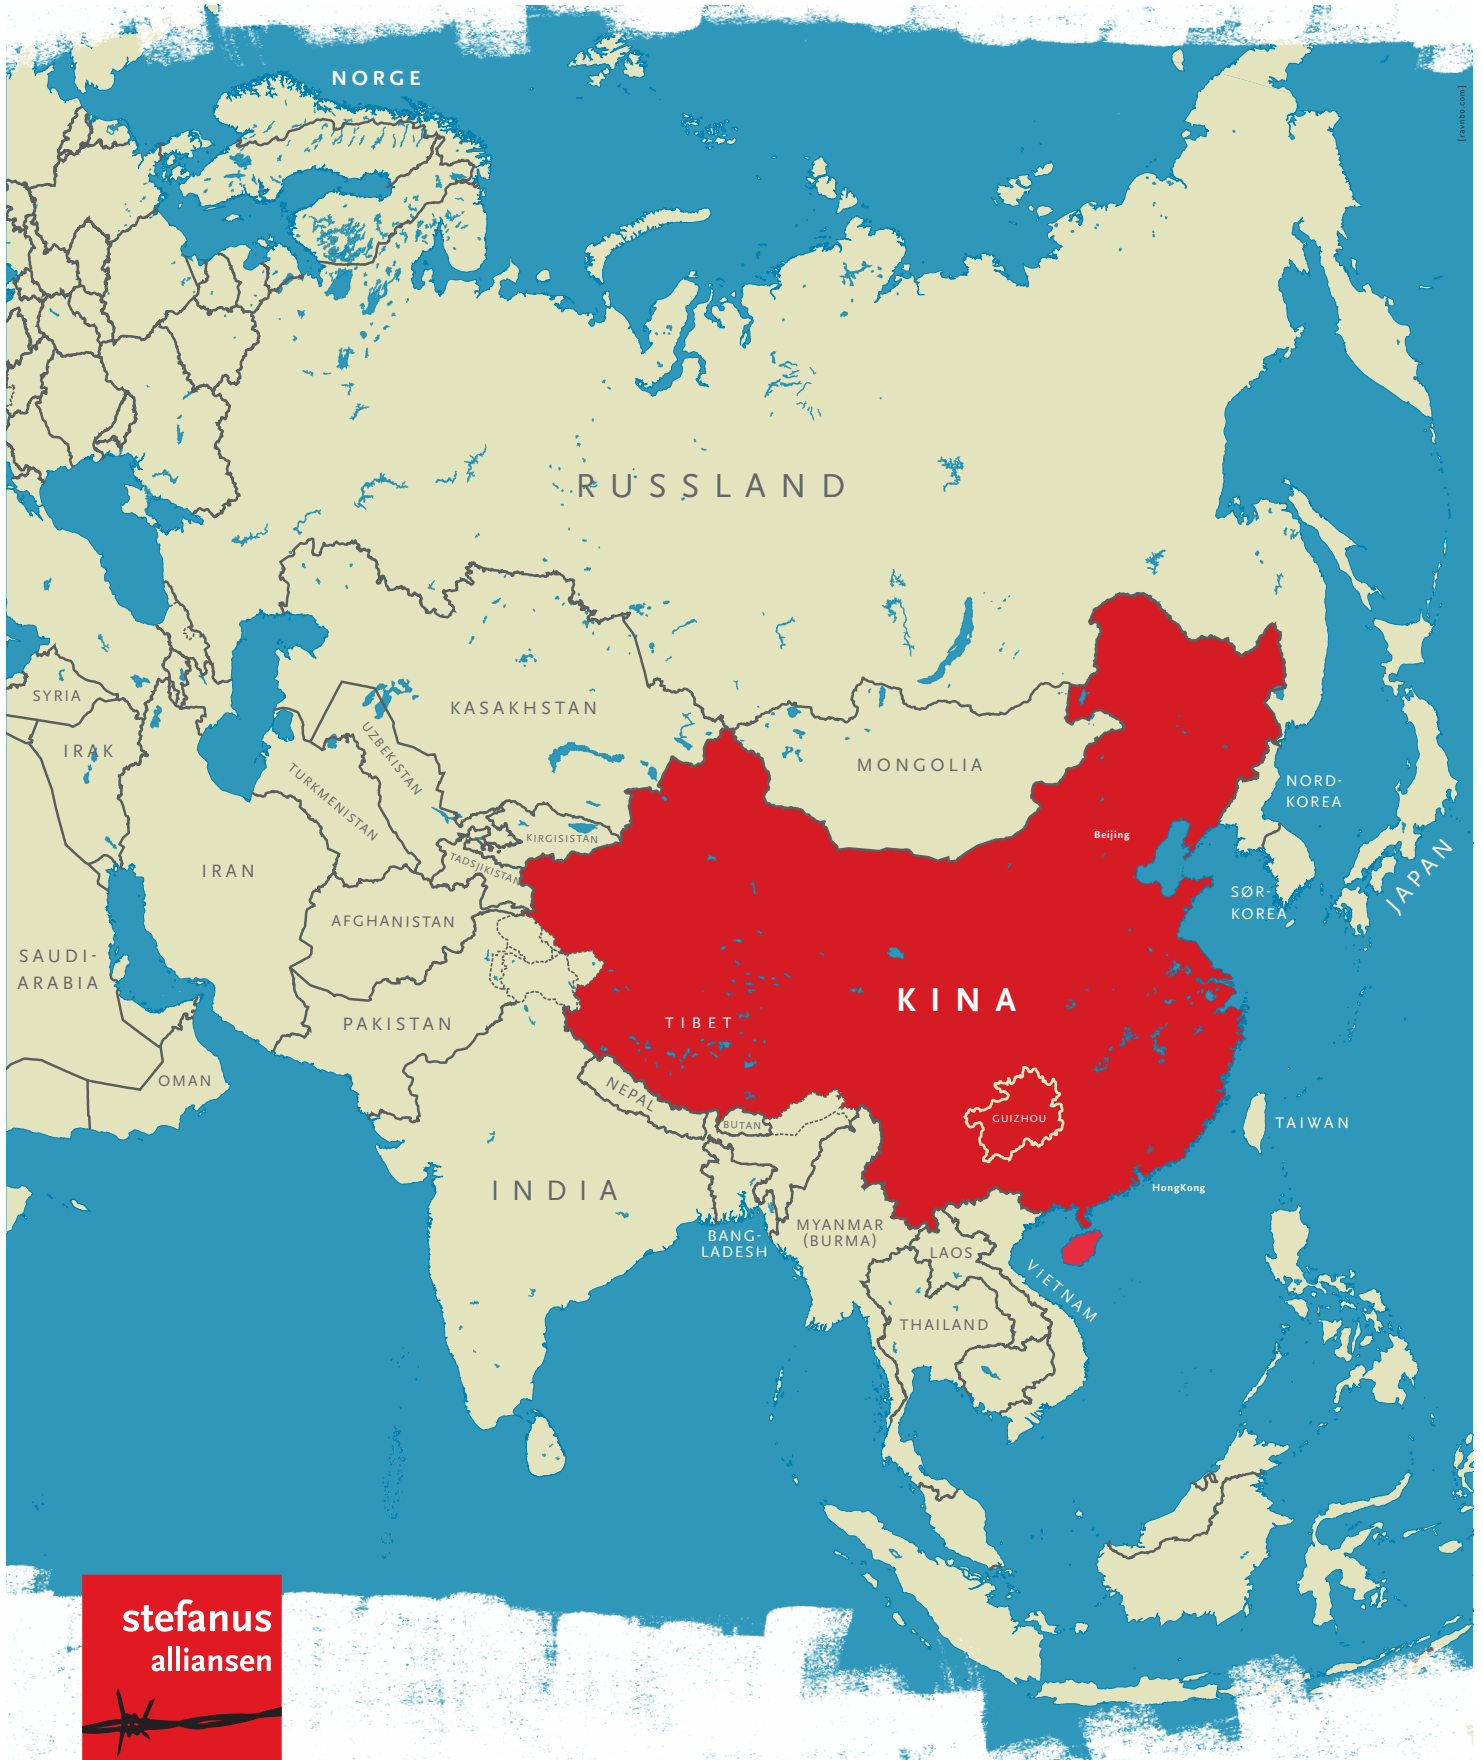 NORGE
[ravnbo.com]
RUSSLAND
SYRIA
KASAKHSTAN
IRAK
UZBEKISTAN
MONGOLIA
TURKMENISTAN
NORD-
KOREA
Beijing
KIRGISISTAN
TADSJIKISTAN
IRAN
JAPAN
SØR-
KOREA
AFGHANISTAN
SAUDI-
ARABIA
KINA
PAKISTAN
TIBET
OMAN
NEPAL
BUTAN
GUIZHOU
TAIWAN
INDIA
HongKong
MYANMAR
(BURMA)
BANG-
LADESH
LAOS
VIETNAM
THAILAND
stefanus
alliansen